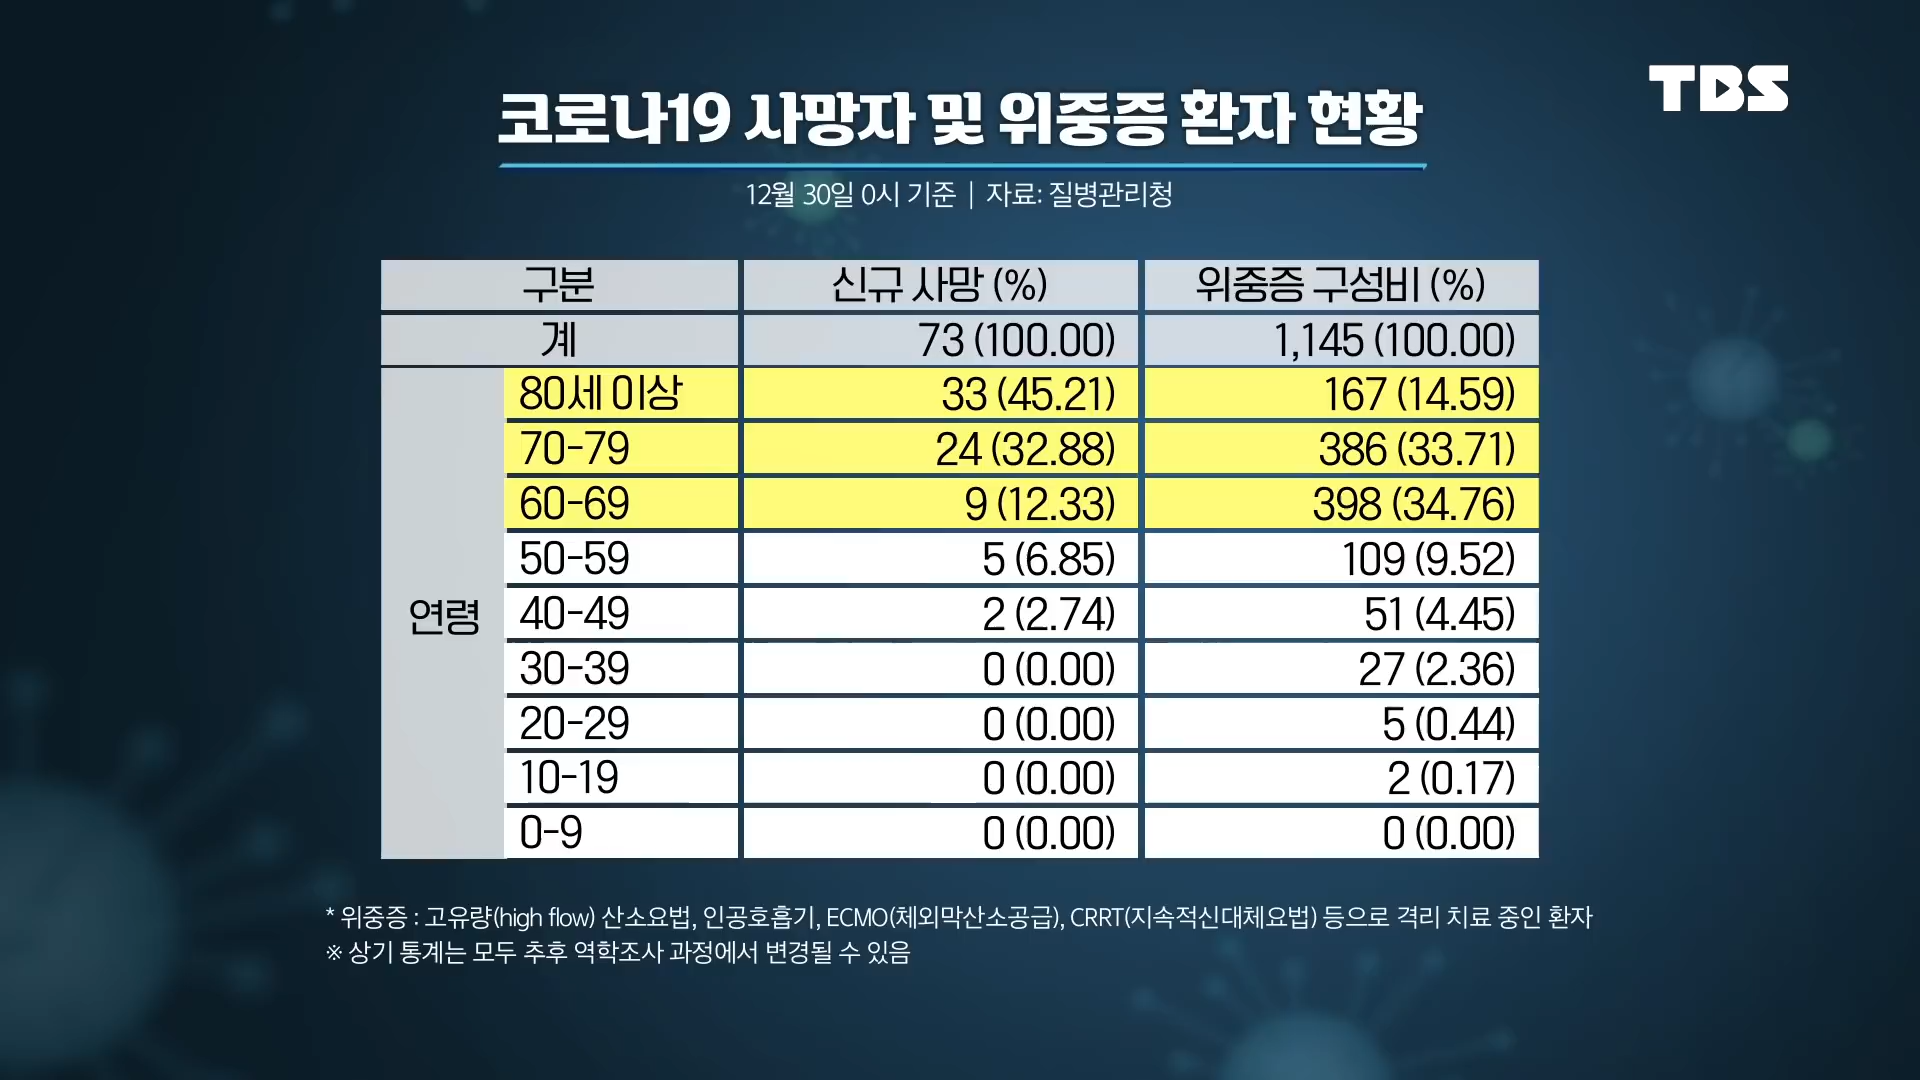 TBS
코로나19 사망자 및 위중증 환자 현황
12월 30일 0시 기준 | 자료: 질병관리청
구분 신규 사망 (%) 위중증 구성비 (%)
계 73 (100.00) 1,145 (100.00)
연령
80세 이상 33 (45.21) 167 (14.59)
70-79 24 (32.88) 386 (33.71)
60-69 9 (12.33) 398 (34.76)
50-59 5 (6.85) 109 (9.52)
40-49 2 (2.74) 51 (4.45)
30-39 0 (0.00) 27 (2.36)
20-29 0 (0.00) 5 (0.44)
10-19 0 (0.00) 2 (0.17)
0-9 0 (0.00) 0 (0.00)
* 위중증 : 고유량(high flow) 산소요법, 인공호흡기, ECMO(체외막산소공급), CRRT(지속적신대체요법) 등으로 격리 치료 중인 환자
※ 상기 통계는 모두 추후 역학조사 과정에서 변경될 수 있음